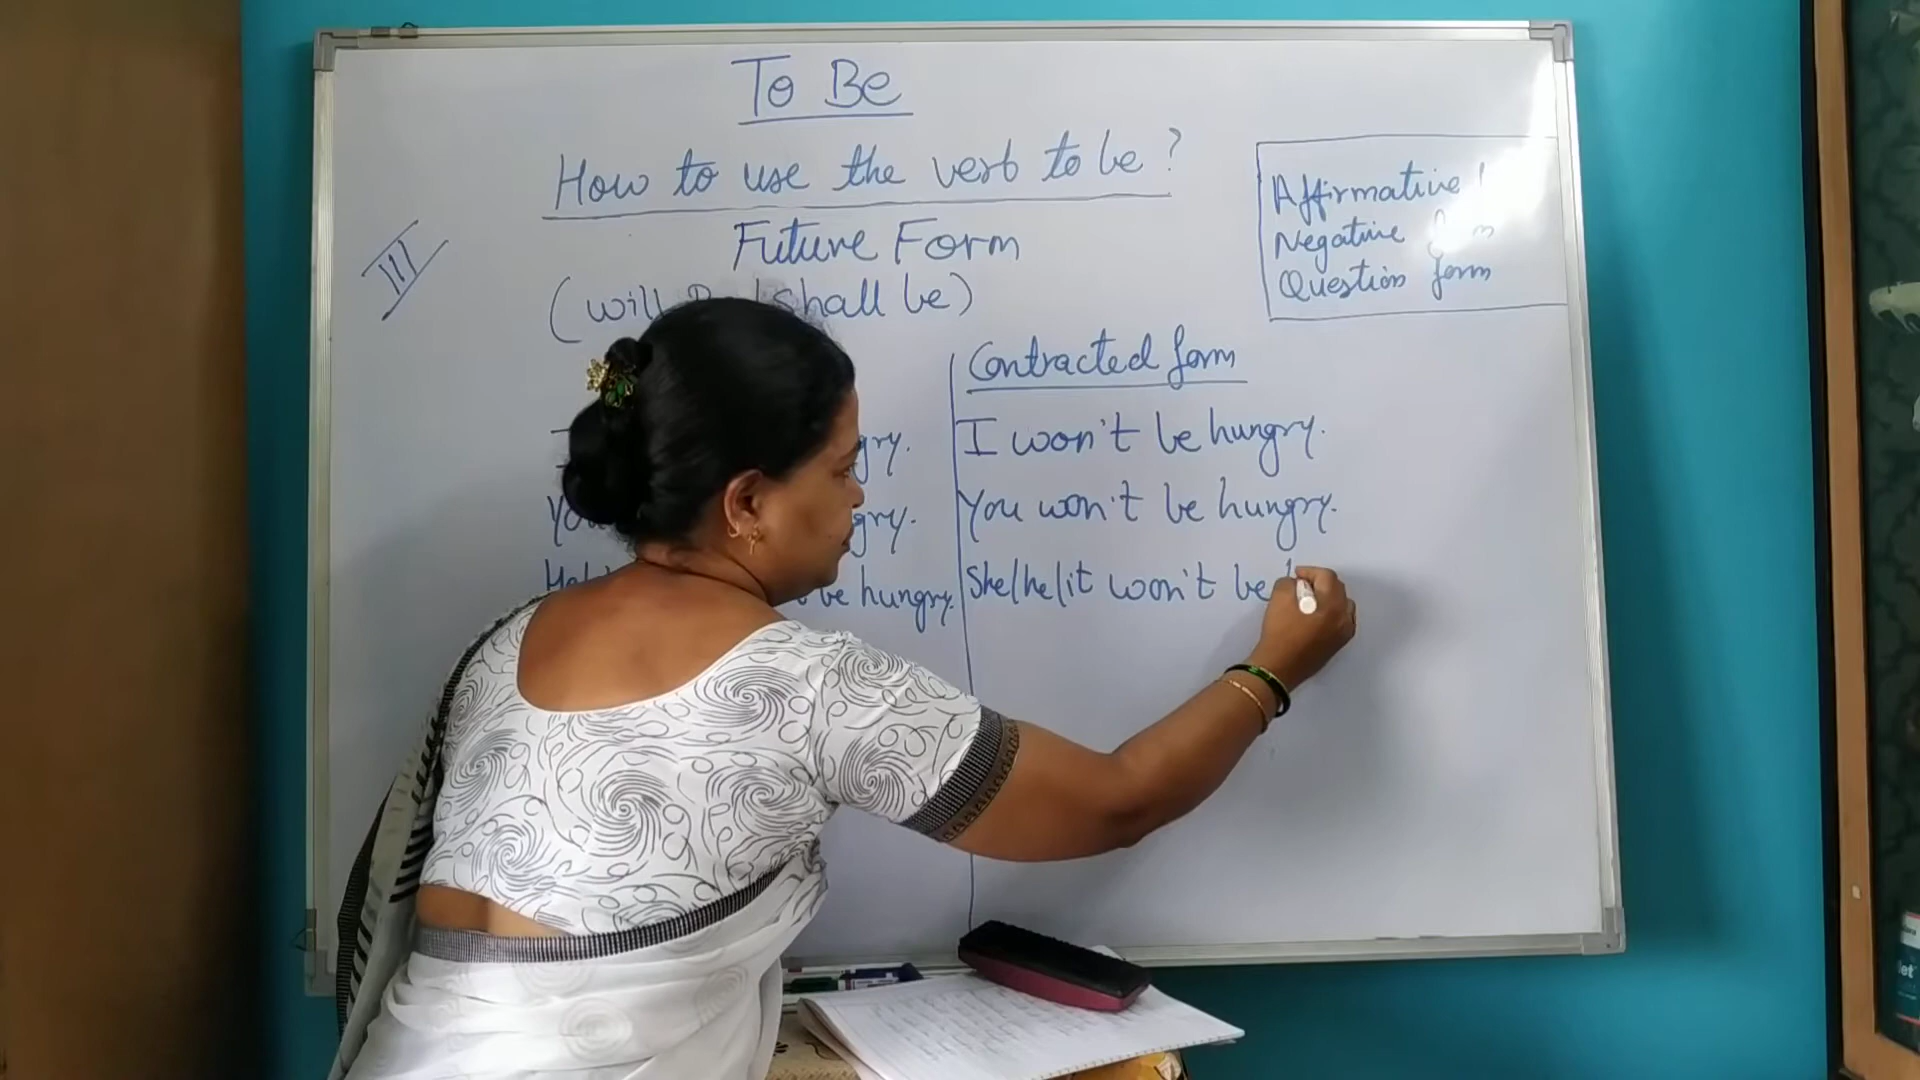 To Be
How to use the verb to be?
Future Form
(will shall be)
III
Affirmative
Negative
Question form
Contracted form
I won't be hungry.
You won't be hungry.
be hungry.
She/he/it won't be